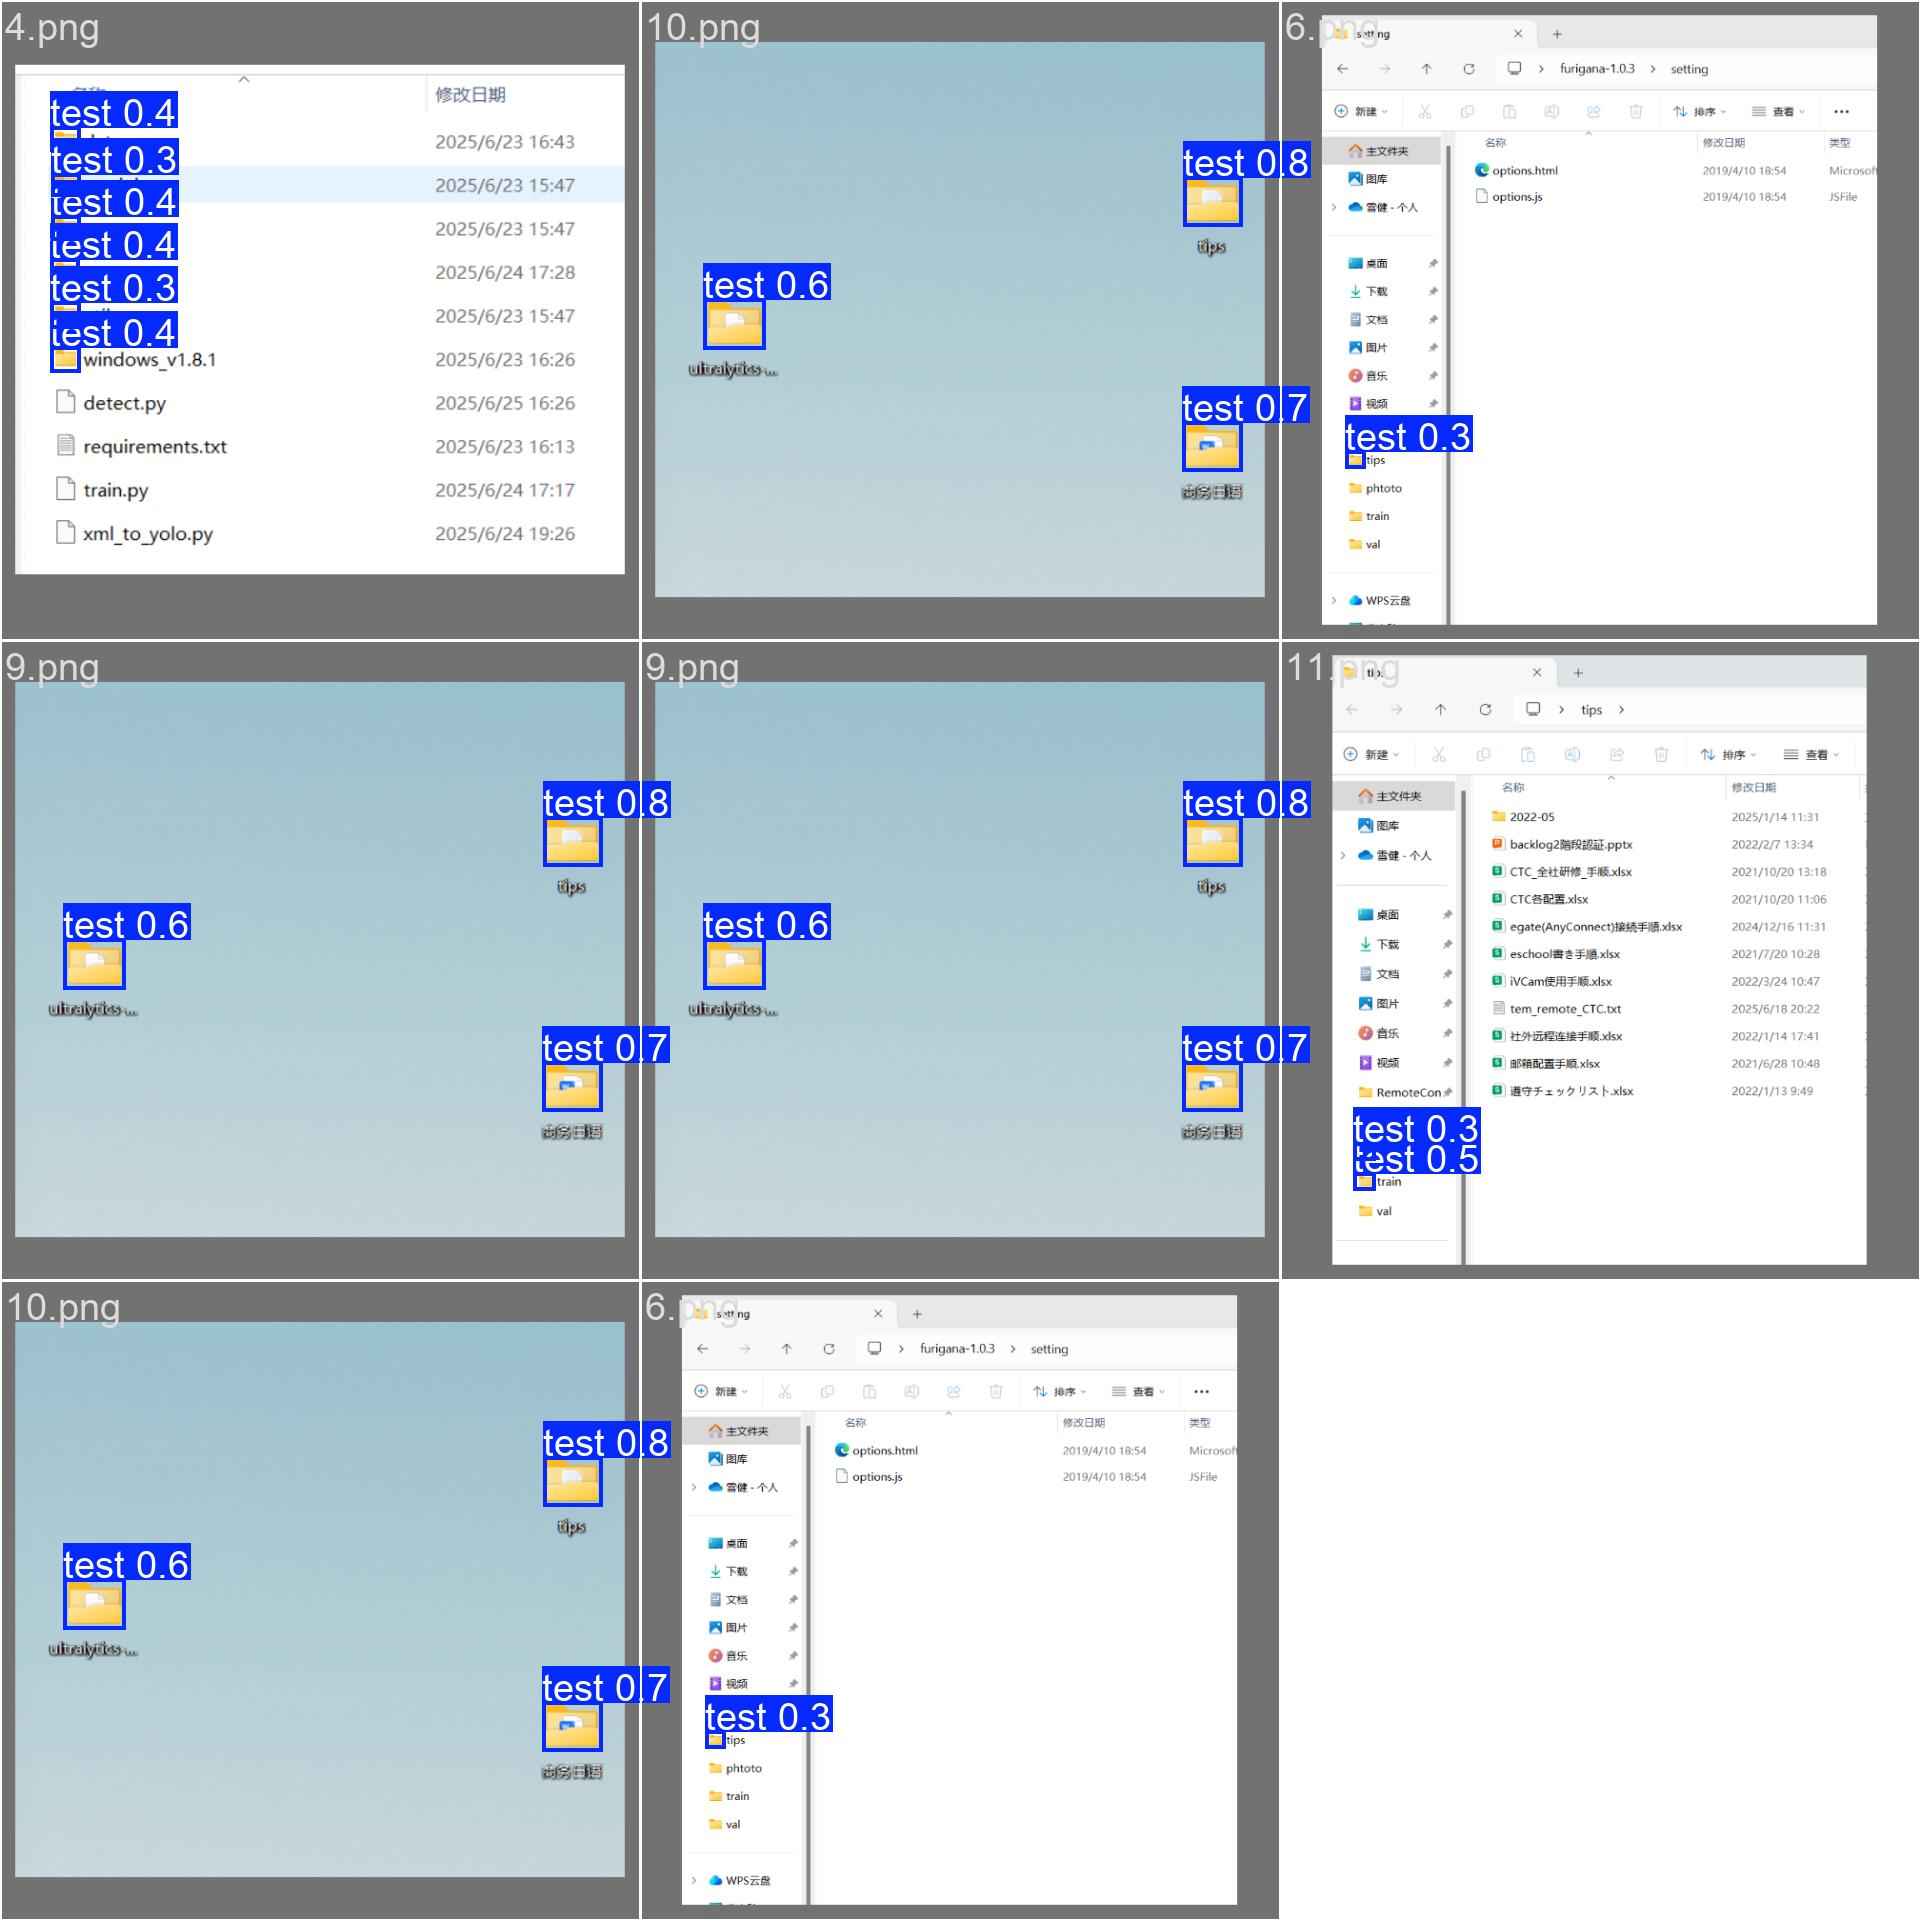 4.png
名称
修改日期
test 0.4
2025/6/23 16:43
test 0.3
2025/6/23 15:47
test 0.4
2025/6/23 15:47
test 0.4
2025/6/24 17:28
test 0.3
2025/6/23 15:47
test 0.4
windows_v1.8.1
2025/6/23 16:26
detect.py
2025/6/25 16:26
requirements.txt
2025/6/23 16:13
train.py
2025/6/24 17:17
xml_to_yolo.py
2025/6/24 19:26
10.png
test 0.8
tips
test 0.6
ultralytics-...
test 0.7
商务日语
6.png
setting
furigana-1.0.3 > setting
新建
排序
查看
主文件夹
图库
雪健 - 个人
桌面
下载
文档
图片
音乐
视频
test 0.3
tips
phtoto
train
val
WPS云盘
名称
修改日期
类型
options.html
2019/4/10 18:54
Microsoft
options.js
2019/4/10 18:54
JSFile
9.png
test 0.8
tips
test 0.6
ultralytics-...
test 0.7
商务日语
9.png
test 0.8
tips
test 0.6
ultralytics-...
test 0.7
商务日语
11.png
tips
tips >
新建
排序
查看
主文件夹
图库
雪健 - 个人
桌面
下载
文档
图片
音乐
视频
RemoteCon
test 0.3
test 0.5
train
val
名称
修改日期
2022-05
2025/1/14 11:31
backlog2階段認証.pptx
2022/2/7 13:34
CTC_全社研修_手顺.xlsx
2021/10/20 13:18
CTC各配置.xlsx
2021/10/20 11:06
egate(AnyConnect)接続手順.xlsx
2024/12/16 11:31
eschool書き手順.xlsx
2021/7/20 10:28
iVCam使用手顺.xlsx
2022/3/24 10:47
tem_remote_CTC.txt
2025/6/18 20:22
社外远程连接手顺.xlsx
2022/1/14 17:41
邮箱配置手顺.xlsx
2021/6/28 10:48
遵守チェックリスト.xlsx
2022/1/13 9:49
10.png
test 0.8
tips
test 0.6
ultralytics-...
test 0.7
商务日语
6.png
setting
furigana-1.0.3 > setting
新建
排序
查看
主文件夹
图库
雪健 - 个人
桌面
下载
文档
图片
音乐
视频
test 0.3
tips
phtoto
train
val
WPS云盘
名称
修改日期
类型
options.html
2019/4/10 18:54
Microsoft
options.js
2019/4/10 18:54
JSFile